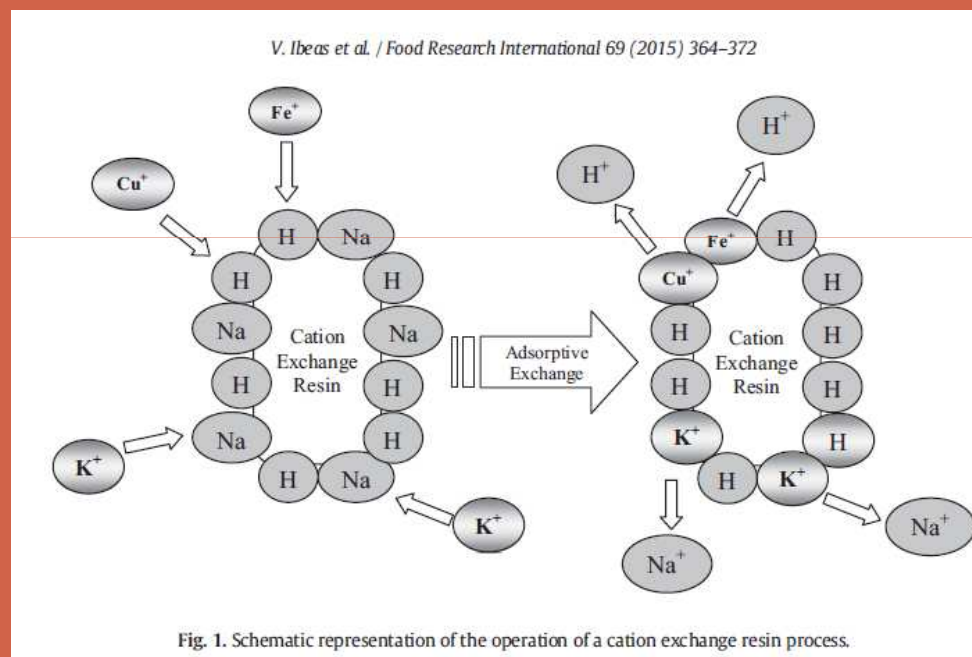 V. Ibeas et al. / Food Research International 69 (2015) 364–372
Fe⁺
Cu⁺
H Na
H H
Na Na
H H
Na H
H Na
Cation
Exchange
Resin
K⁺
K⁺
Adsorptive
Exchange
H⁺
H⁺
Fe⁺ H
Cu⁺ H
H H
H H
K⁺ H
H K⁺
Cation
Exchange
Resin
Na⁺
Na⁺
Fig. 1. Schematic representation of the operation of a cation exchange resin process.